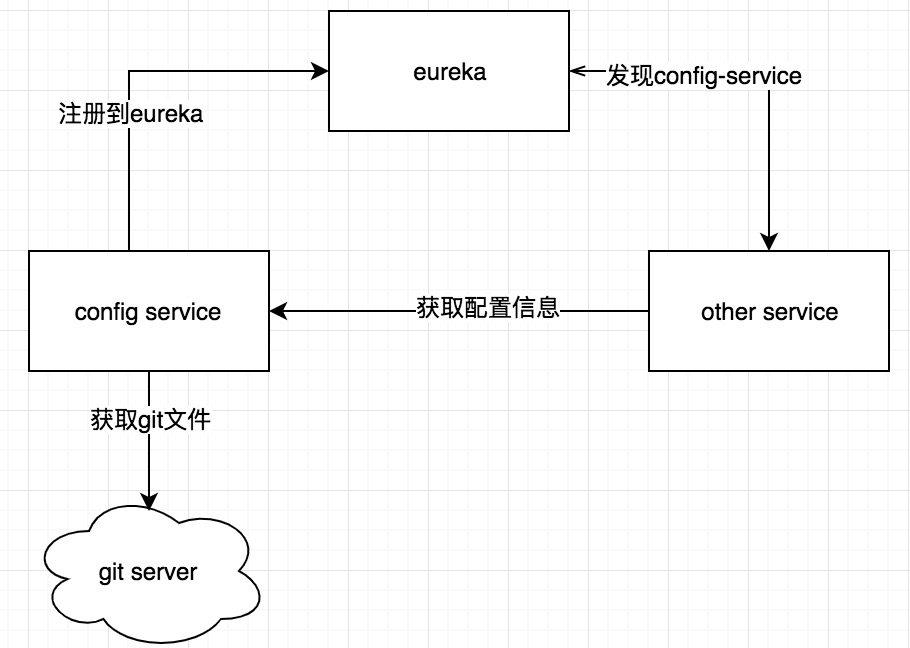 eureka
发现config-service
注册到eureka
config service
获取配置信息
other service
获取git文件
git server